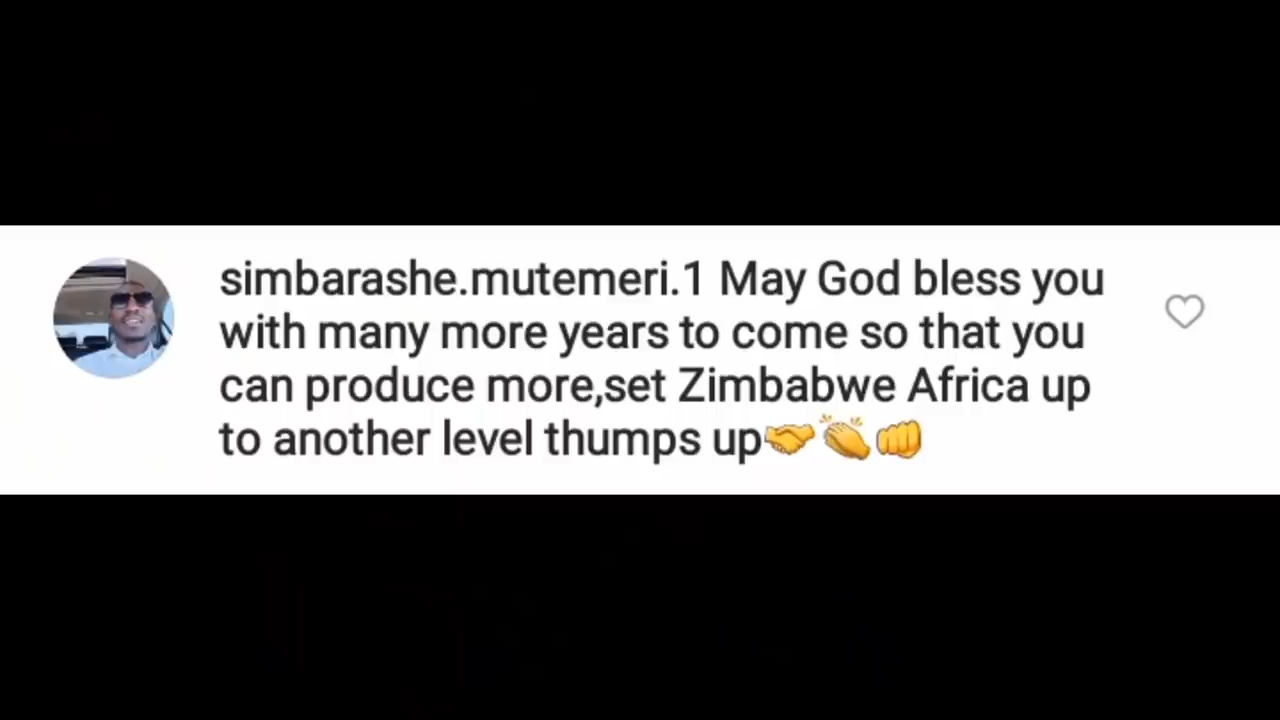 simbarashe.mutemeri.1 May God bless you
with many more years to come so that you
can produce more,set Zimbabwe Africa up
to another level thumps up🤝👏👊